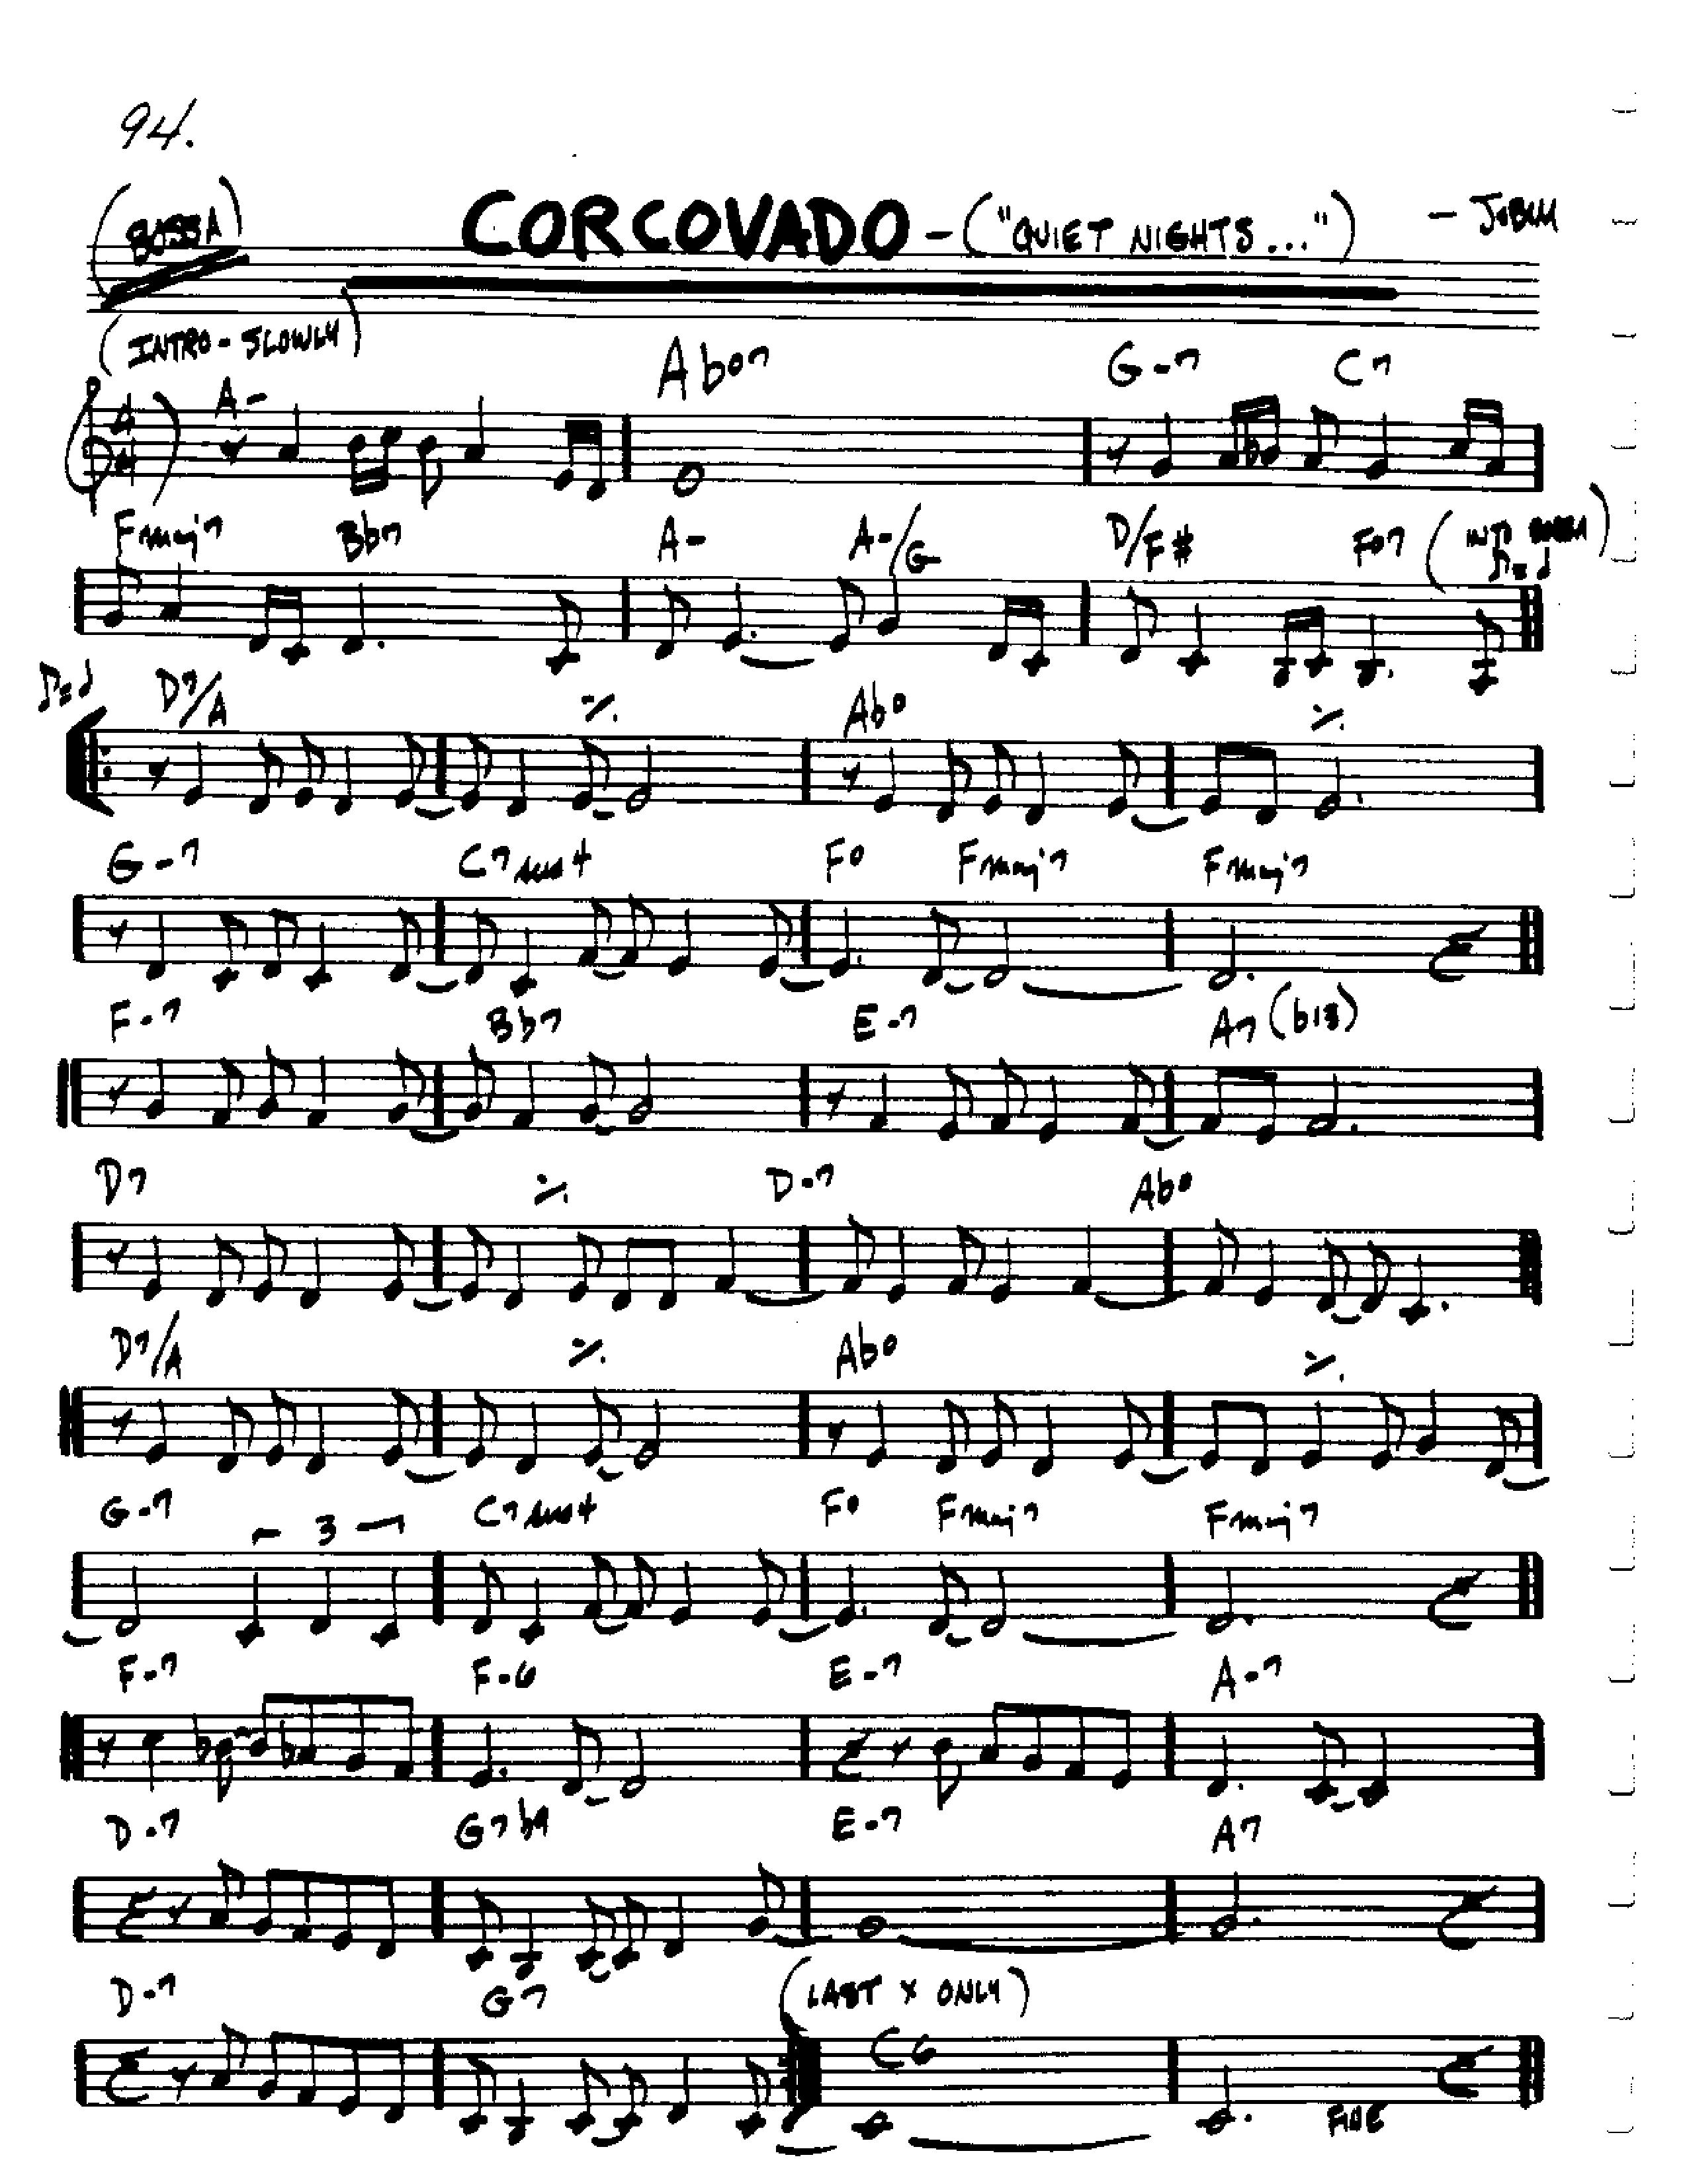 94.
(BOSSA) CORCOVADO - ("QUIET NIGHTS...") - JOBIM
(INTRO - SLOWLY)
A- Abo7 G-7 C7
Fmaj7 Bb7 A- A-/G D/F# Fo7 (INTO BOSSA) ♪=𝅗𝅥
♪=𝅗𝅥 D7/A ٪ Abo ٪
G-7 C7sus4 Fo Fmaj7 Fmaj7
F-7 Bb7 E-7 A7(b13)
D7 ٪ D-7 Abo
D7/A ٪ Abo ٪
G-7 3 C7sus4 Fo Fmaj7 Fmaj7
F-7 F-6 E-7 A-7
D-7 G7b9 E-7 A7
D-7 G7 (LAST X ONLY) C6
FINE